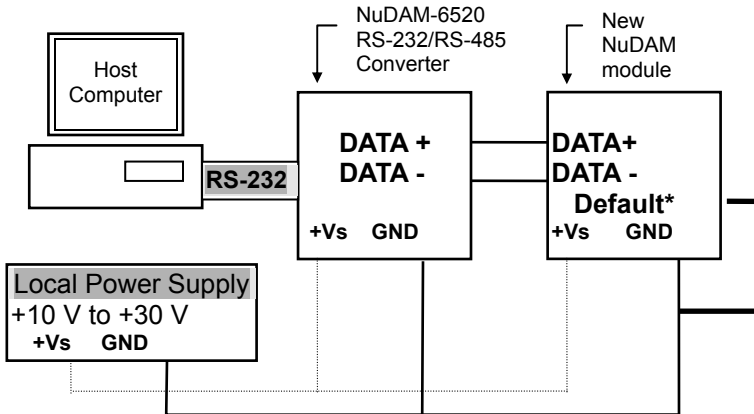 NuDAM-6520
RS-232/RS-485
Converter
New
NuDAM
module
Host
Computer
RS-232
DATA +
DATA -
+Vs GND
DATA+
DATA -
Default*
+Vs GND
Local Power Supply
+10 V to +30 V
+Vs GND